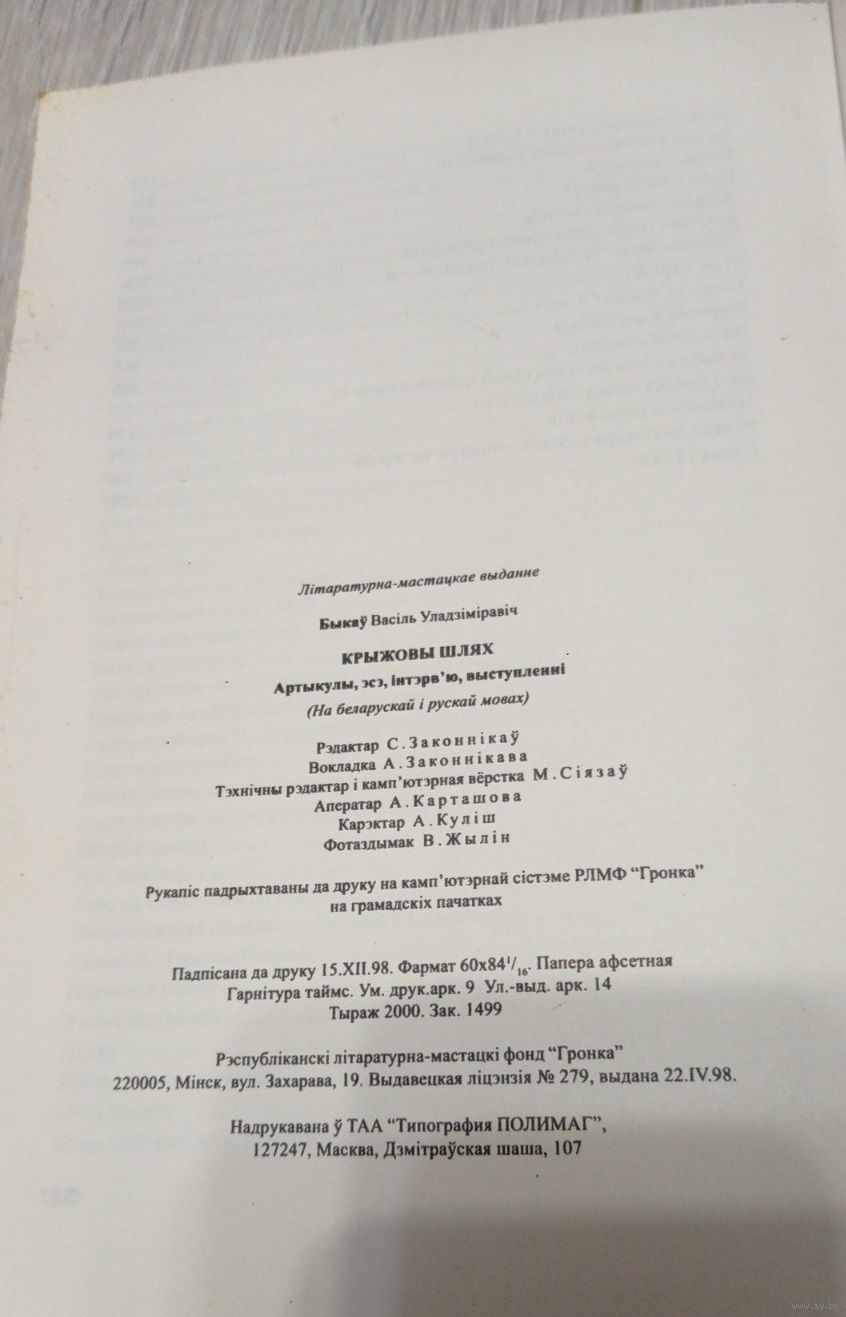 Літаратурна-мастацкае выданне
Быкаў Васіль Уладзіміравіч
КРЫЖОВЫ ШЛЯХ
Артыкулы, эсэ, інтэрв’ю, выступленні
(На беларускай і рускай мовах)
Рэдактар С. Законнікаў
Вокладка А. Законнікава
Тэхнічны рэдактар і камп’ютэрная вёрстка М. Сіязаў
Аператар А. Карташова
Карэктар А. Куліш
Фотаздымак В. Жылін
Рукапіс падрыхтаваны да друку на камп’ютэрнай сістэме РЛМФ “Гронка”
на грамадскіх пачатках
Падпісана да друку 15.XII.98. Фармат 60x84¹/₁₆. Папера афсетная
Гарнітура таймс. Ум. друк.арк. 9 Ул.-выд. арк. 14
Тыраж 2000. Зак. 1499
Рэспубліканскі літаратурна-мастацкі фонд “Гронка”
220005, Мінск, вул. Захарава, 19. Выдавецкая ліцэнзія № 279, выдана 22.IV.98.
Надрукавана ў ТАА “Типография ПОЛИМАГ”,
127247, Масква, Дзмітраўская шаша, 107
www.ay.by